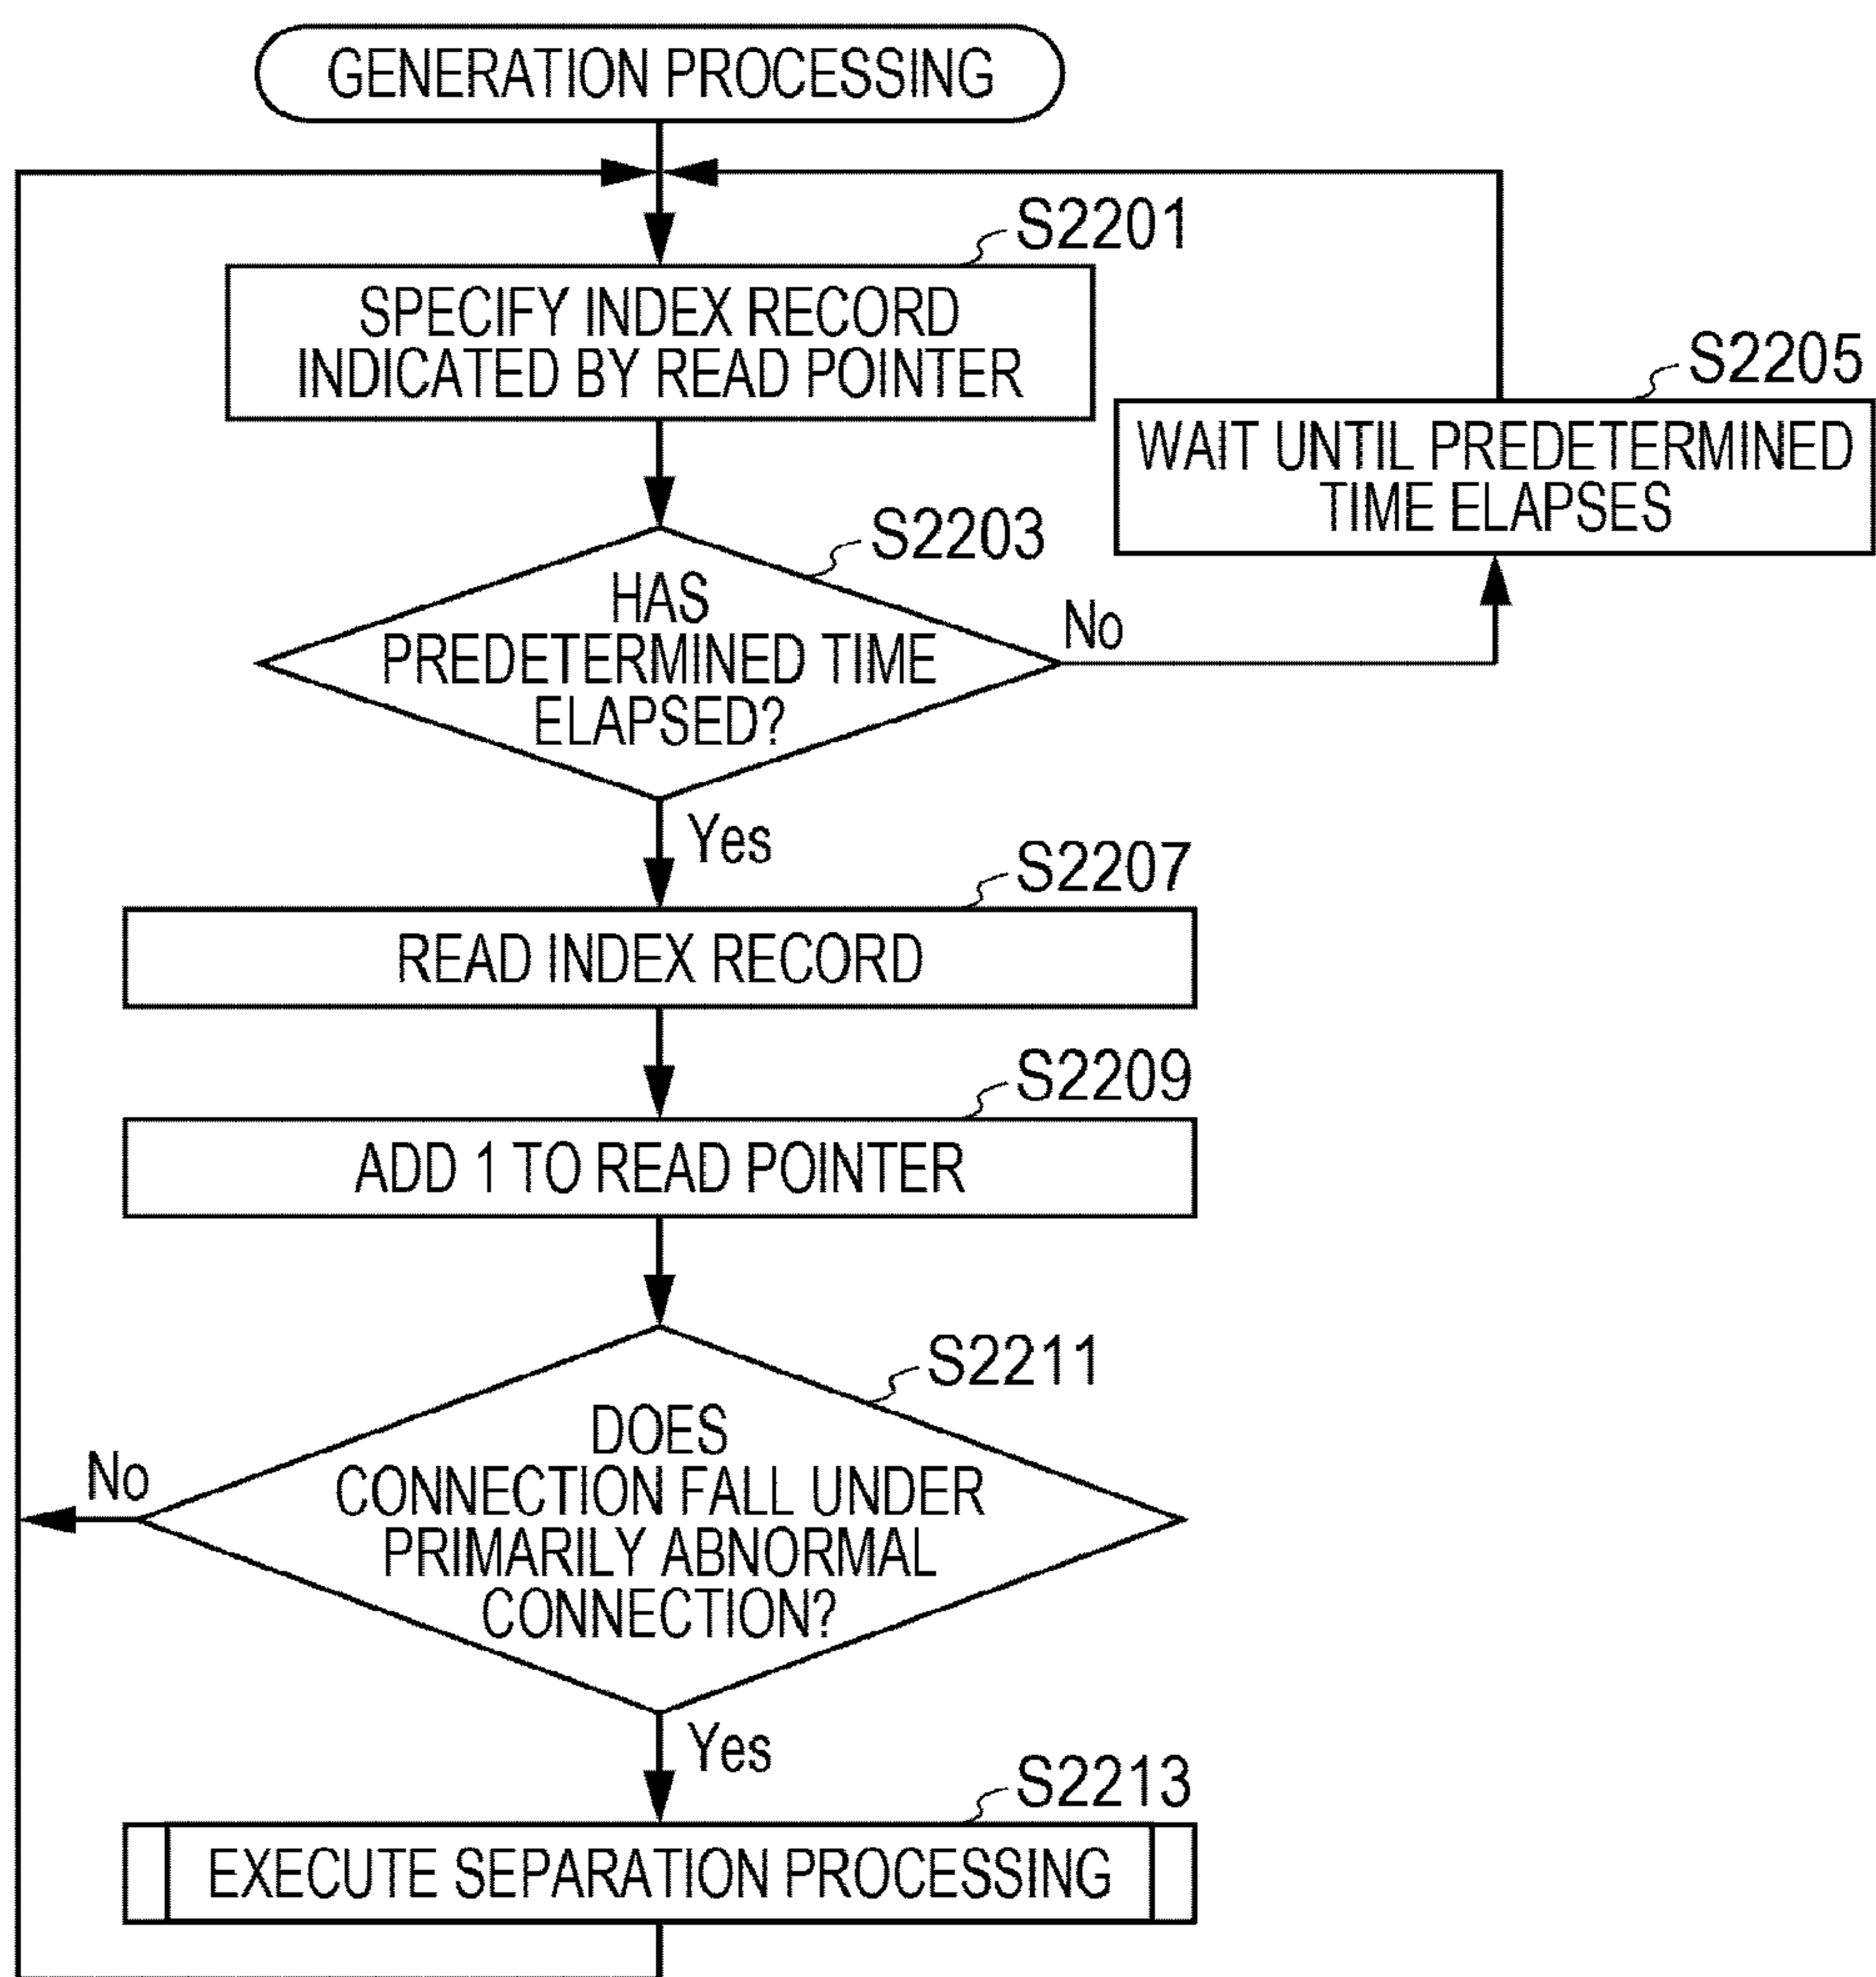 GENERATION PROCESSING
S2201
SPECIFY INDEX RECORD
INDICATED BY READ POINTER
S2205
WAIT UNTIL PREDETERMINED
TIME ELAPSES
S2203
HAS
PREDETERMINED TIME
ELAPSED?
No
Yes
S2207
READ INDEX RECORD
S2209
ADD 1 TO READ POINTER
S2211
DOES
CONNECTION FALL UNDER
PRIMARILY ABNORMAL
CONNECTION?
No
Yes
S2213
EXECUTE SEPARATION PROCESSING